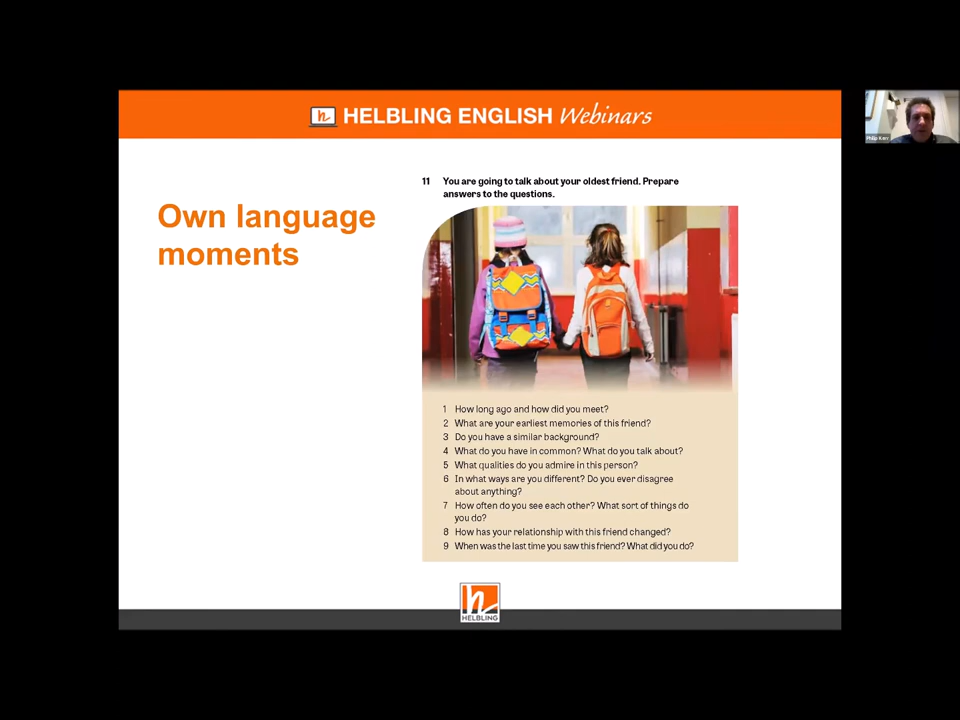 HELBLING ENGLISH Webinars
Philip Kerr
Own language
moments
11 You are going to talk about your oldest friend. Prepare
answers to the questions.
1 How long ago and how did you meet?
2 What are your earliest memories of this friend?
3 Do you have a similar background?
4 What do you have in common? What do you talk about?
5 What qualities do you admire in this person?
6 In what ways are you different? Do you ever disagree
about anything?
7 How often do you see each other? What sort of things do
you do?
8 How has your relationship with this friend changed?
9 When was the last time you saw this friend? What did you do?
h
HELBLING